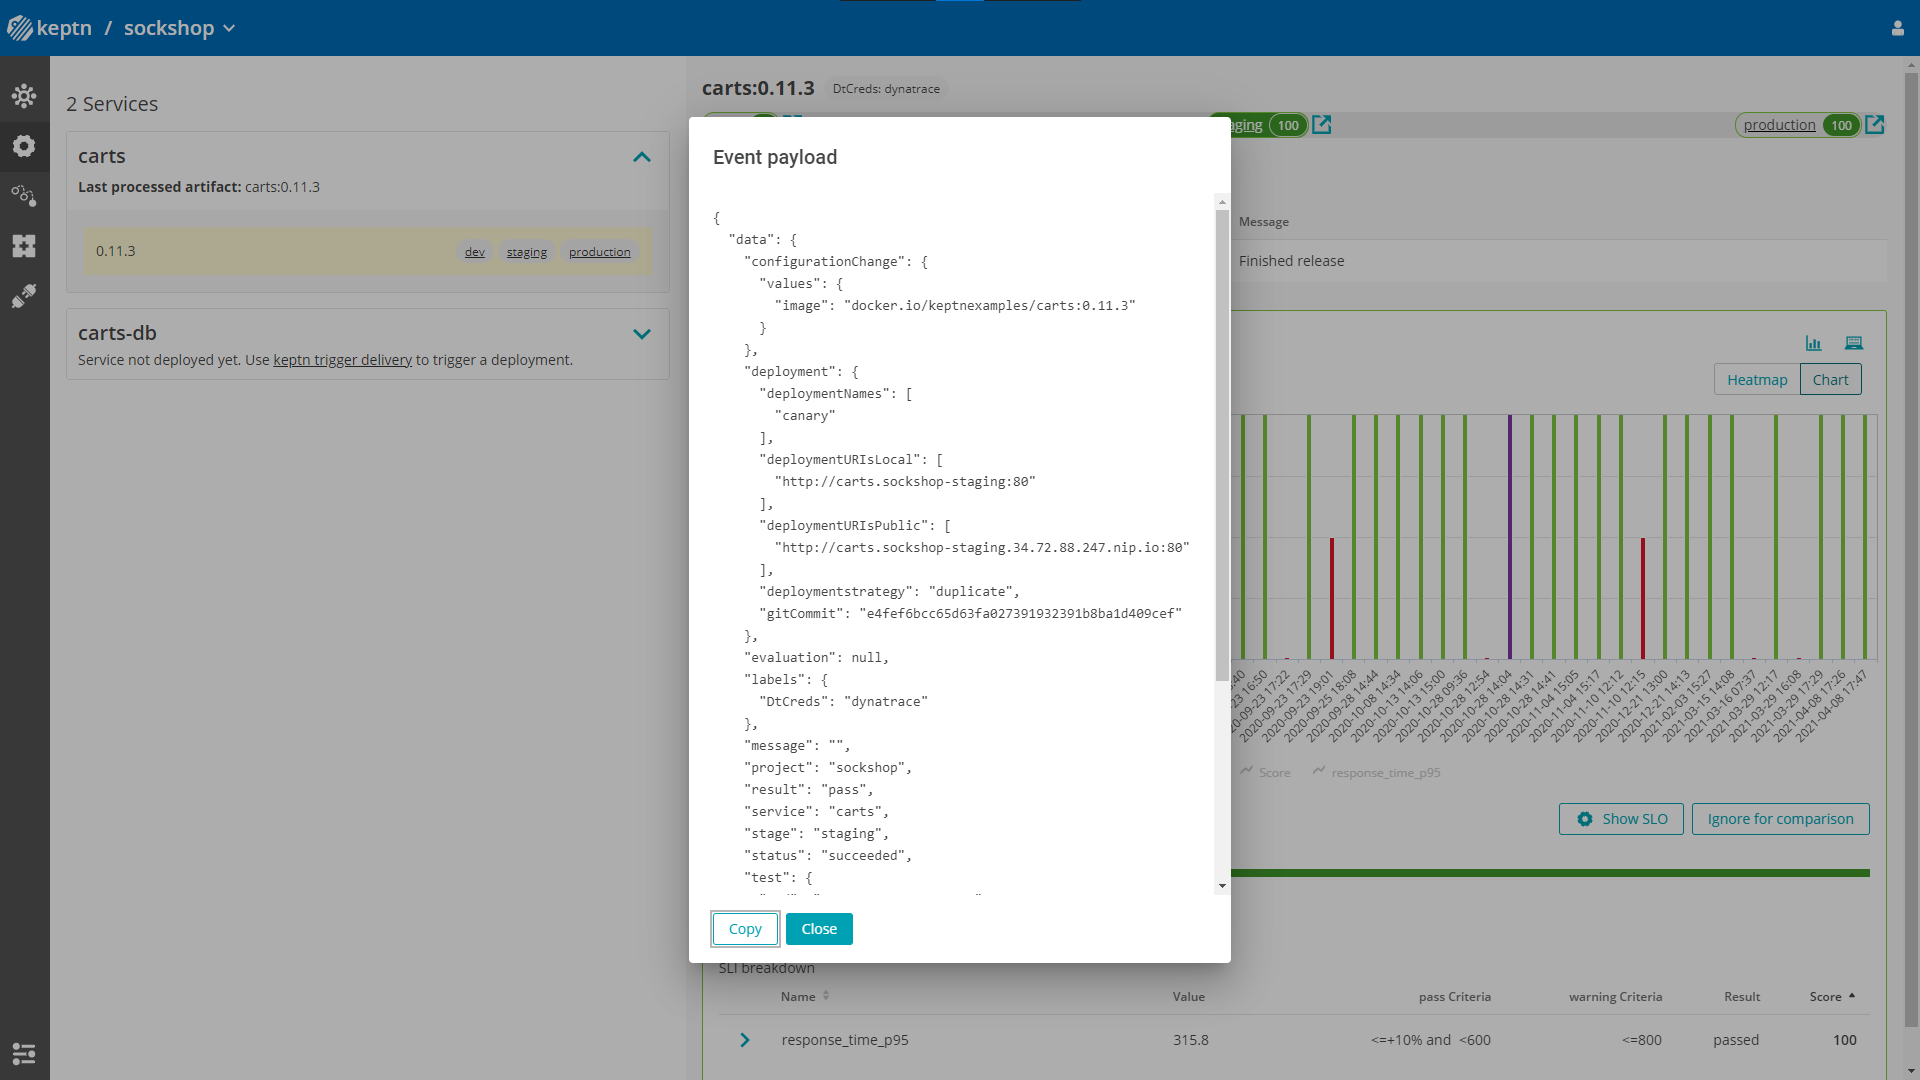 keptn / sockshop
2 Services
carts
Last processed artifact: carts:0.11.3
0.11.3 dev staging production
carts-db
Service not deployed yet. Use keptn trigger delivery to trigger a deployment.
carts:0.11.3 DtCreds: dynatrace
100 production 100
Event payload
{
"data": {
"configurationChange": {
"values": {
"image": "docker.io/keptnexamples/carts:0.11.3"
}
},
"deployment": {
"deploymentNames": [
"canary"
],
"deploymentURIsLocal": [
"http://carts.sockshop-staging:80"
],
"deploymentURIsPublic": [
"http://carts.sockshop-staging.34.72.88.247.nip.io:80"
],
"deploymentstrategy": "duplicate",
"gitCommit": "e4fef6bcc65d63fa027391932391b8ba1d409cef"
},
"evaluation": null,
"labels": {
"DtCreds": "dynatrace"
},
"message": "",
"project": "sockshop",
"result": "pass",
"service": "carts",
"stage": "staging",
"status": "succeeded",
"test": {
Copy Close
Message
Finished release
Heatmap Chart
2020-09-23 17:22
2020-09-23 17:29
2020-09-23 19:01
2020-09-25 18:08
2020-09-28 14:44
2020-10-08 14:34
2020-10-13 14:06
2020-10-13 15:00
2020-10-28 09:36
2020-10-28 12:54
2020-10-28 14:04
2020-10-28 14:31
2020-11-04 14:41
2020-11-04 15:05
2020-11-04 15:17
2020-11-10 12:12
2020-11-10 12:15
2020-12-21 13:00
2020-12-21 14:13
2021-02-03 15:27
2021-03-15 14:08
2021-03-16 07:37
2021-03-29 12:17
2021-03-29 16:08
2021-03-29 17:29
2021-04-08 17:26
2021-04-08 17:47
Score response_time_p95
Show SLO Ignore for comparison
SLI breakdown
Name Value pass Criteria warning Criteria Result Score
response_time_p95 315.8 <=+10% and <600 <=800 passed 100